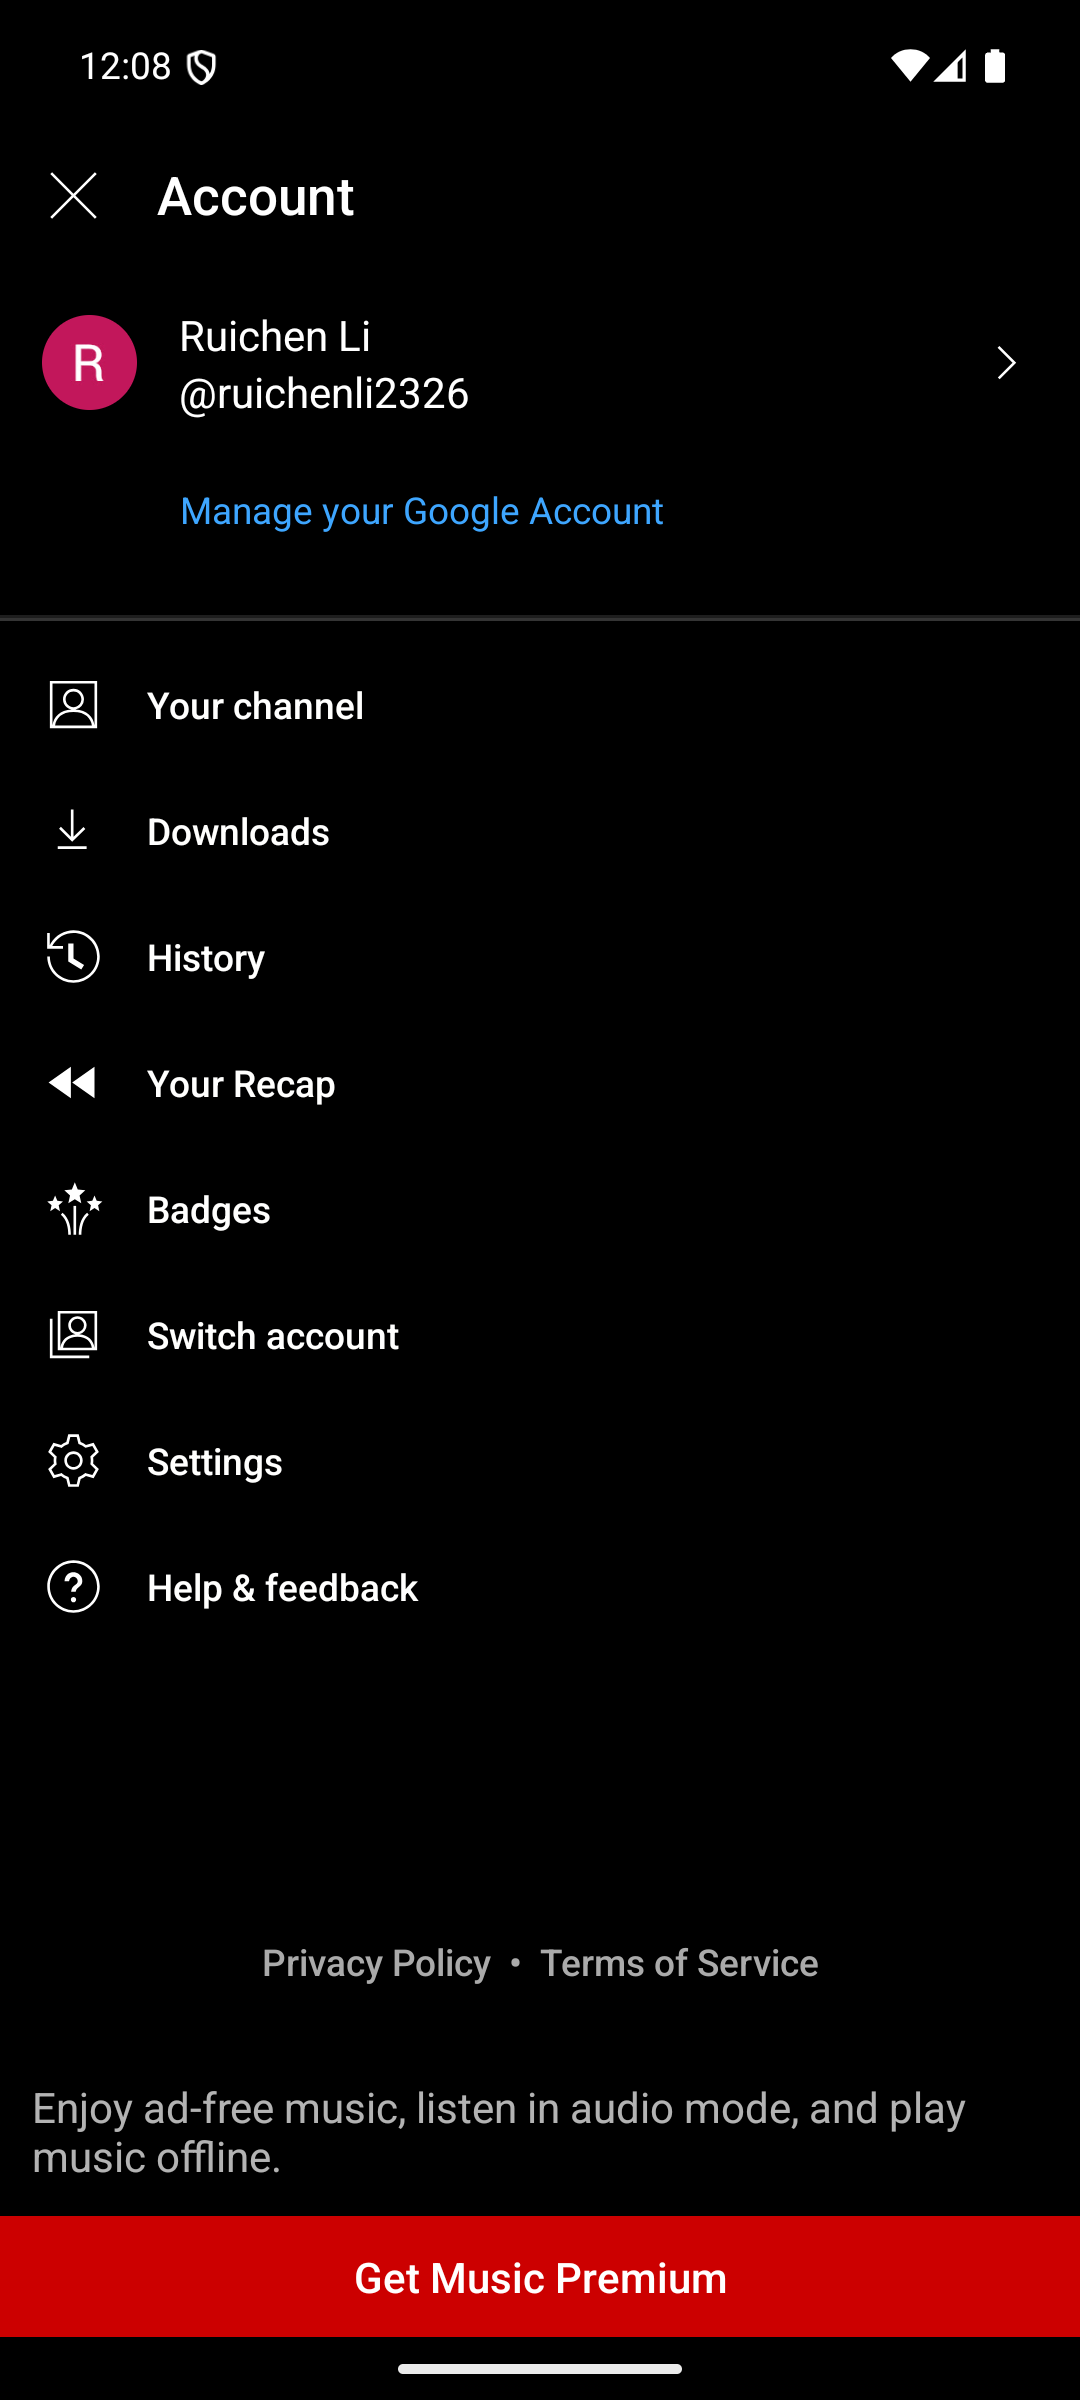 12:08
Account
R
Ruichen Li
@ruichenli2326
Manage your Google Account
Your channel
Downloads
History
Your Recap
Badges
Switch account
Settings
Help & feedback
Privacy Policy • Terms of Service
Enjoy ad-free music, listen in audio mode, and play
music offline.
Get Music Premium